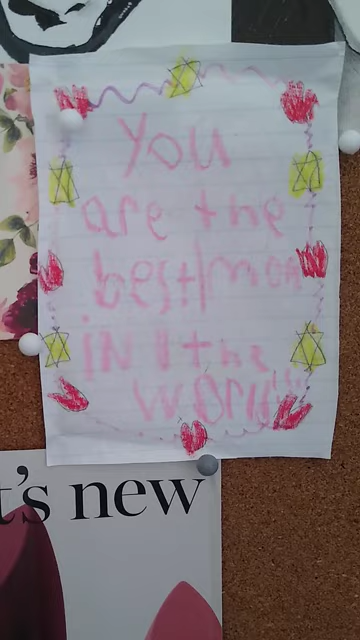 You
are the
best mom
in the
world!!!
t's new